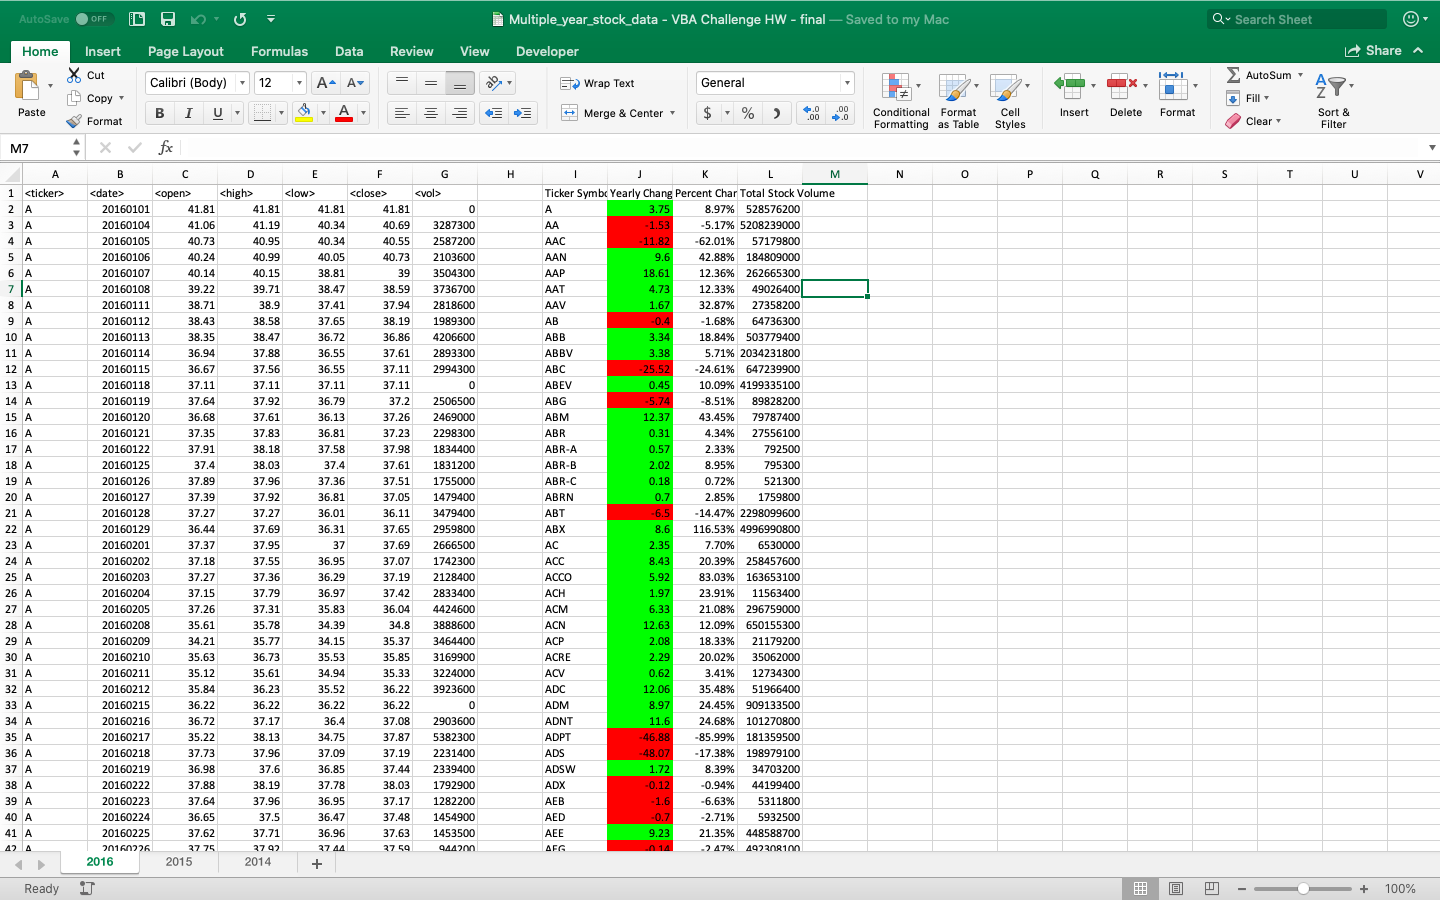 AutoSave OFF Multiple_year_stock_data - VBA Challenge HW - final — Saved to my Mac Search Sheet
Home Insert Page Layout Formulas Data Review View Developer Share
Paste Cut Copy Format
Calibri (Body) 12 A A Wrap Text General
B I U A Merge & Center $ % .0 .00 .00 .0
Conditional Formatting Format as Table Cell Styles Insert Delete Format
AutoSum Fill Clear Sort & Filter
M7 fx
A B C D E F G H I J K L M N O P Q R S T U V
1 <ticker> <date> <open> <high> <low> <close> <vol> Ticker Symbo Yearly Chang Percent Char Total Stock Volume
2 A 20160101 41.81 41.81 41.81 41.81 0 A 3.75 8.97% 528576200
3 A 20160104 41.06 41.19 40.34 40.69 3287300 AA -1.53 -5.17% 5208239000
4 A 20160105 40.73 40.95 40.34 40.55 2587200 AAC -11.82 -62.01% 57179800
5 A 20160106 40.24 40.99 40.05 40.73 2103600 AAN 9.6 42.88% 184809000
6 A 20160107 40.14 40.15 38.81 39 3504300 AAP 18.61 12.36% 262665300
7 A 20160108 39.22 39.71 38.47 38.59 3736700 AAT 4.73 12.33% 49026400
8 A 20160111 38.71 38.9 37.41 37.94 2818600 AAV 1.67 32.87% 27358200
9 A 20160112 38.43 38.58 37.65 38.19 1989300 AB -0.4 -1.68% 64736300
10 A 20160113 38.35 38.47 36.72 36.86 4206600 ABB 3.34 18.84% 503779400
11 A 20160114 36.94 37.88 36.55 37.61 2893300 ABBV 3.38 5.71% 2034231800
12 A 20160115 36.67 37.56 36.55 37.11 2994300 ABC -25.52 -24.61% 647239900
13 A 20160118 37.11 37.11 37.11 37.11 0 ABEV 0.45 10.09% 4199335100
14 A 20160119 37.64 37.92 36.79 37.2 2506500 ABG -5.74 -8.51% 89828200
15 A 20160120 36.68 37.61 36.13 37.26 2469000 ABM 12.37 43.45% 79787400
16 A 20160121 37.35 37.83 36.81 37.23 2298300 ABR 0.31 4.34% 27556100
17 A 20160122 37.91 38.18 37.58 37.98 1834400 ABR-A 0.57 2.33% 792500
18 A 20160125 37.4 38.03 37.4 37.61 1831200 ABR-B 2.02 8.95% 795300
19 A 20160126 37.89 37.96 37.36 37.51 1755000 ABR-C 0.18 0.72% 521300
20 A 20160127 37.39 37.92 36.81 37.05 1479400 ABRN 0.7 2.85% 1759800
21 A 20160128 37.27 37.27 36.01 36.11 3479400 ABT -6.5 -14.47% 2298099600
22 A 20160129 36.44 37.69 36.31 37.65 2959800 ABX 8.6 116.53% 4996990800
23 A 20160201 37.37 37.95 37 37.69 2666500 AC 2.35 7.70% 6530000
24 A 20160202 37.18 37.55 36.95 37.07 1742300 ACC 8.43 20.39% 258457600
25 A 20160203 37.27 37.36 36.29 37.19 2128400 ACCO 5.92 83.03% 163653100
26 A 20160204 37.15 37.79 36.97 37.42 2833400 ACH 1.97 23.91% 11563400
27 A 20160205 37.26 37.31 35.83 36.04 4424600 ACM 6.33 21.08% 296759000
28 A 20160208 35.61 35.78 34.39 34.8 3888600 ACN 12.63 12.09% 650155300
29 A 20160209 34.21 35.77 34.15 35.37 3464400 ACP 2.08 18.33% 21179200
30 A 20160210 35.63 36.73 35.53 35.85 3169900 ACRE 2.29 20.02% 35062000
31 A 20160211 35.12 35.61 34.94 35.33 3224000 ACV 0.62 3.41% 12734300
32 A 20160212 35.84 36.23 35.52 36.22 3923600 ADC 12.06 35.48% 51966400
33 A 20160215 36.22 36.22 36.22 36.22 0 ADM 8.97 24.45% 909133500
34 A 20160216 36.72 37.17 36.4 37.08 2903600 ADNT 11.6 24.68% 101270800
35 A 20160217 35.22 38.13 34.75 37.87 5382300 ADPT -46.88 -85.99% 181359500
36 A 20160218 37.73 37.96 37.09 37.19 2231400 ADS -48.07 -17.38% 198979100
37 A 20160219 36.98 37.6 36.85 37.44 2339400 ADSW 1.72 8.39% 34703200
38 A 20160222 37.88 38.19 37.78 38.03 1792900 ADX -0.12 -0.94% 44199400
39 A 20160223 37.64 37.96 36.95 37.17 1282200 AEB -1.6 -6.63% 5311800
40 A 20160224 36.65 37.5 36.47 37.48 1454900 AED -0.7 -2.71% 5932500
41 A 20160225 37.62 37.71 36.96 37.63 1453500 AEE 9.23 21.35% 448588700
42 A 20160226 37.75 37.92 37.44 37.59 944200 AEG -0.14 -2.47% 492308100
2016 2015 2014 +
Ready 100%